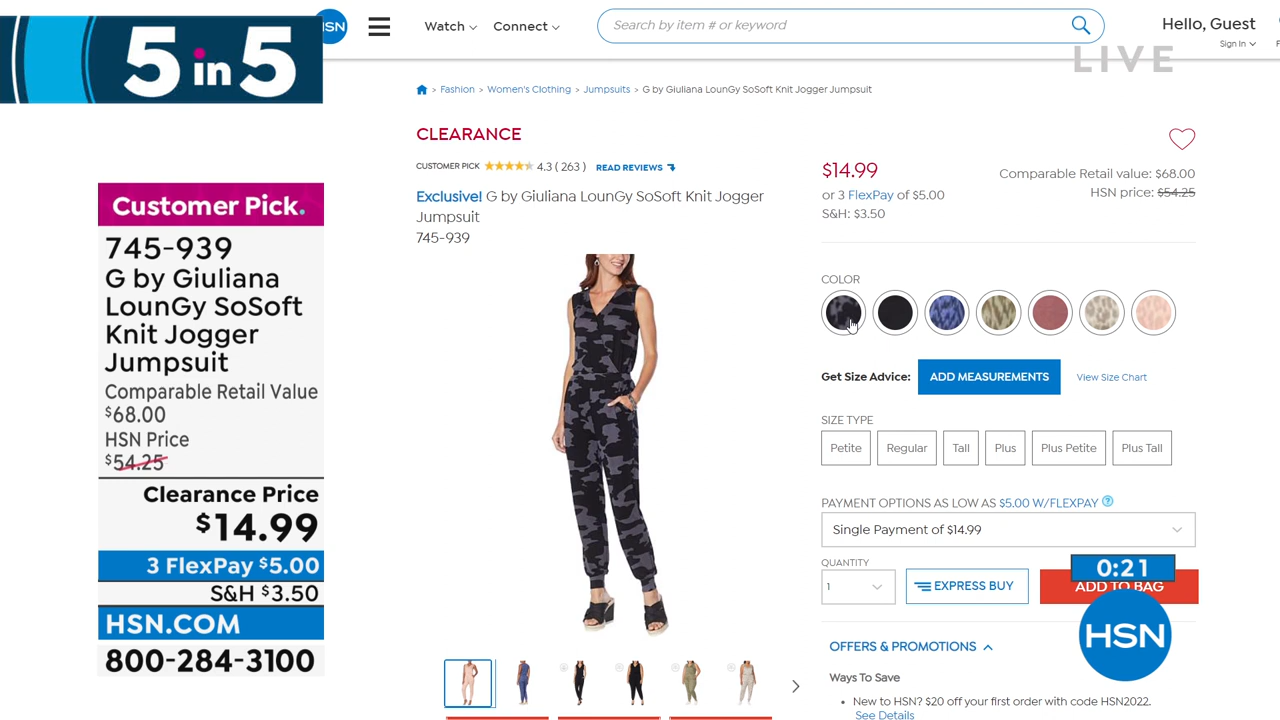 5 in 5
HSN
Watch
Connect
Search by item # or keyword
Hello, Guest
Sign In
LIVE
Fashion > Women's Clothing > Jumpsuits > G by Giuliana LounGy SoSoft Knit Jogger Jumpsuit
Customer Pick.
745-939
G by Giuliana
LounGy SoSoft
Knit Jogger
Jumpsuit
Comparable Retail Value
$68.00
HSN Price
$54.25
Clearance Price
$14.99
3 FlexPay $5.00
S&H $3.50
HSN.COM
800-284-3100
CLEARANCE
CUSTOMER PICK 4.3 ( 263 ) READ REVIEWS
Exclusive! G by Giuliana LounGy SoSoft Knit Jogger
Jumpsuit
745-939
$14.99
or 3 FlexPay of $5.00
S&H: $3.50
Comparable Retail value: $68.00
HSN price: $54.25
COLOR
Get Size Advice: ADD MEASUREMENTS View Size Chart
SIZE TYPE
Petite Regular Tall Plus Plus Petite Plus Tall
PAYMENT OPTIONS AS LOW AS $5.00 W/FLEXPAY ?
Single Payment of $14.99
QUANTITY
1
EXPRESS BUY
0:21
ADD TO BAG
HSN
OFFERS & PROMOTIONS
Ways To Save
• New to HSN? $20 off your first order with code HSN2022.
See Details